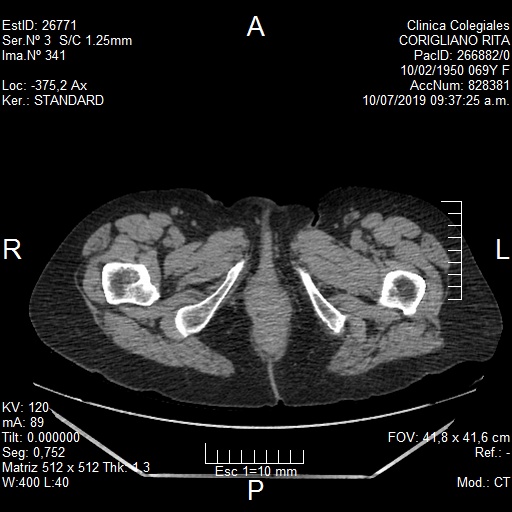 EstID: 26771
Ser.Nº 3 S/C 1.25mm
Ima.Nº 341
Loc: -375,2 Ax
Ker.: STANDARD
A
Clinica Colegiales
CORIGLIANO RITA
PacID: 266882/0
10/02/1950 069Y F
AccNum: 828381
10/07/2019 09:37:25 a.m.
R
L
KV: 120
mA: 89
Tilt: 0.000000
Seg: 0,752
Matriz 512 x 512 Thk: 1.3
W:400 L:40
Esc 1=10 mm
P
FOV: 41,8 x 41,6 cm
Ref.: -
Mod.: CT